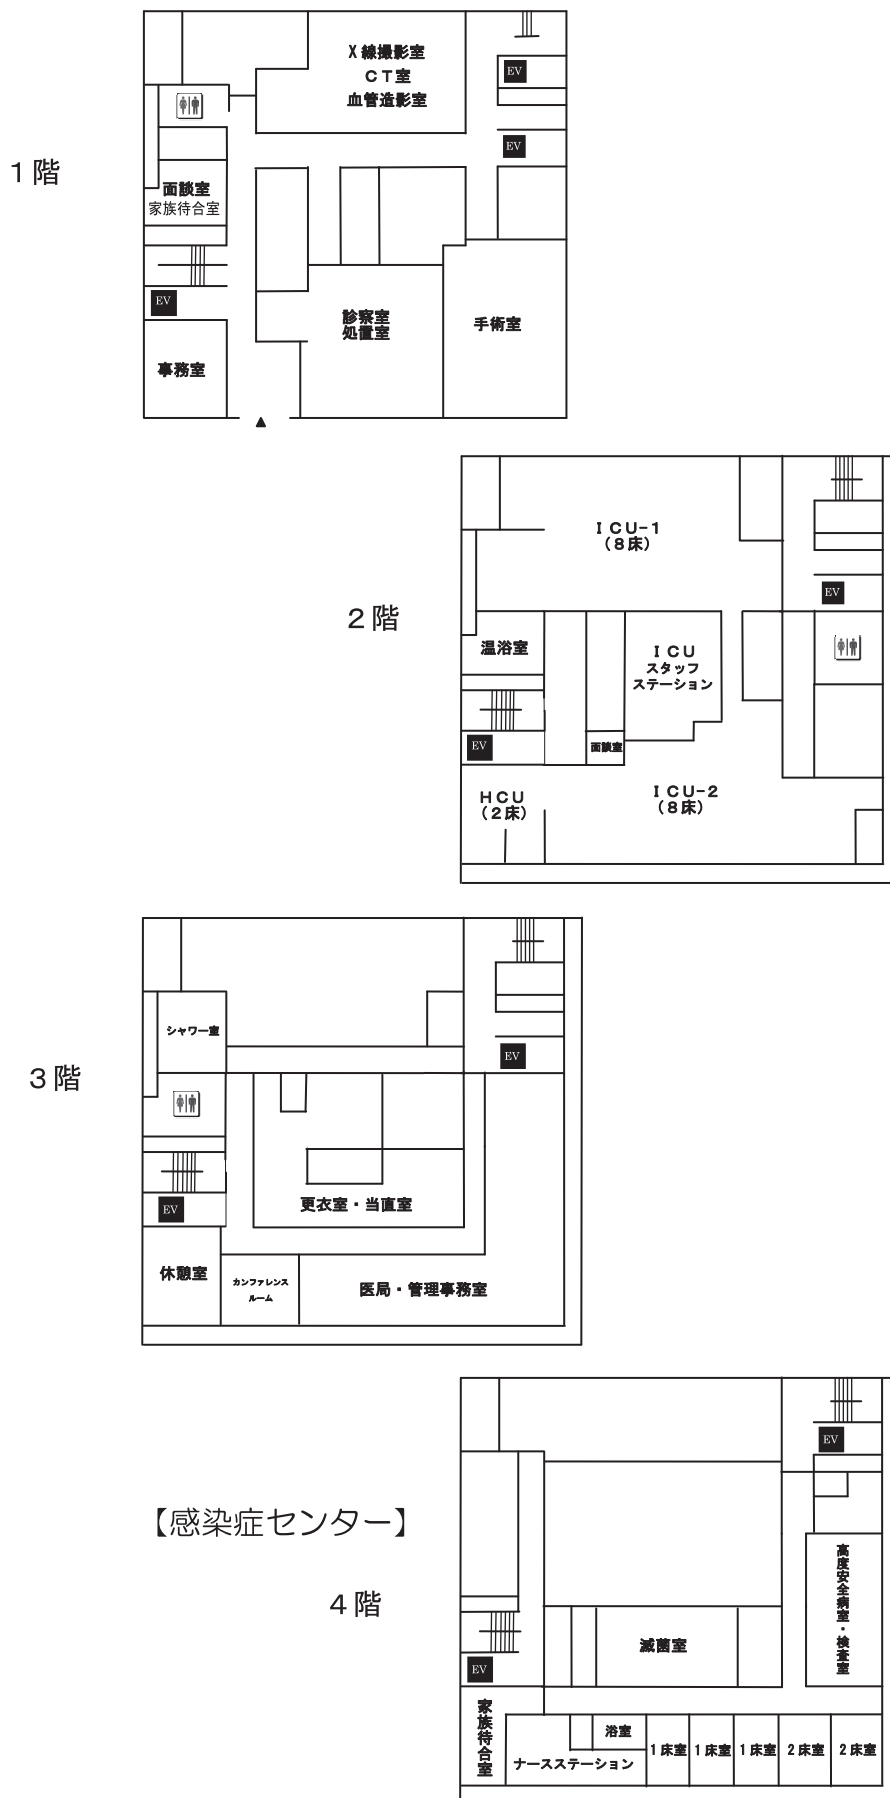 X線撮影室
CT室
血管造影室
EV
EV
1階
面談室
家族待合室
EV
診察室
処置室
手術室
事務室
ICU-1
(8床)
EV
2階
温浴室
ICU
スタッフ
ステーション
EV
面談室
HCU
(2床)
ICU-2
(8床)
シャワー室
EV
3階
更衣室・当直室
EV
休憩室
カンファレンス
ルーム
医局・管理事務室
EV
【感染症センター】
4階
高度安全病室・検査室
滅菌室
EV
家族待合室
浴室
ナースステーション
1床室
1床室
1床室
2床室
2床室